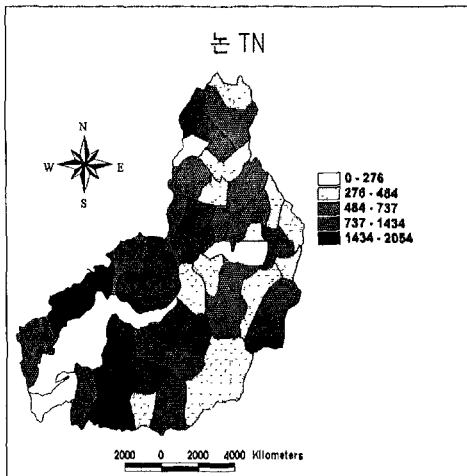 논 TN
N
W E
S
0 - 276
276 - 484
484 - 737
737 - 1434
1434 - 2054
2000 0 2000 4000 Kilometers